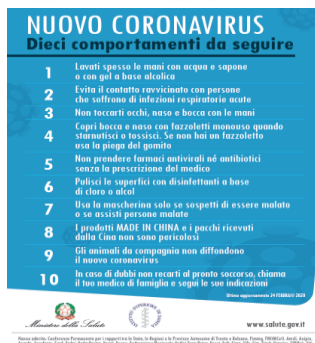 NUOVO CORONAVIRUS
Dieci comportamenti da seguire
1 Lavati spesso le mani con acqua e sapone
o con gel a base alcolica
2 Evita il contatto ravvicinato con persone
che soffrono di infezioni respiratorie acute
3 Non toccarti occhi, naso e bocca con le mani
4 Copri bocca e naso con fazzoletti monouso quando
starnutisci o tossisci. Se non hai un fazzoletto
usa la piega del gomito
5 Non prendere farmaci antivirali né antibiotici
senza la prescrizione del medico
6 Pulisci le superfici con disinfettanti a base
di cloro o alcol
7 Usa la mascherina solo se sospetti di essere malato
o se assisti persone malate
8 I prodotti MADE IN CHINA e i pacchi ricevuti
dalla Cina non sono pericolosi
9 Gli animali da compagnia non diffondono
il nuovo coronavirus
10 In caso di dubbi non recarti al pronto soccorso, chiama
il tuo medico di famiglia e segui le sue indicazioni
Ultimo aggiornamento 24 FEBBRAIO 2020
Ministero della Salute
www.salute.gov.it